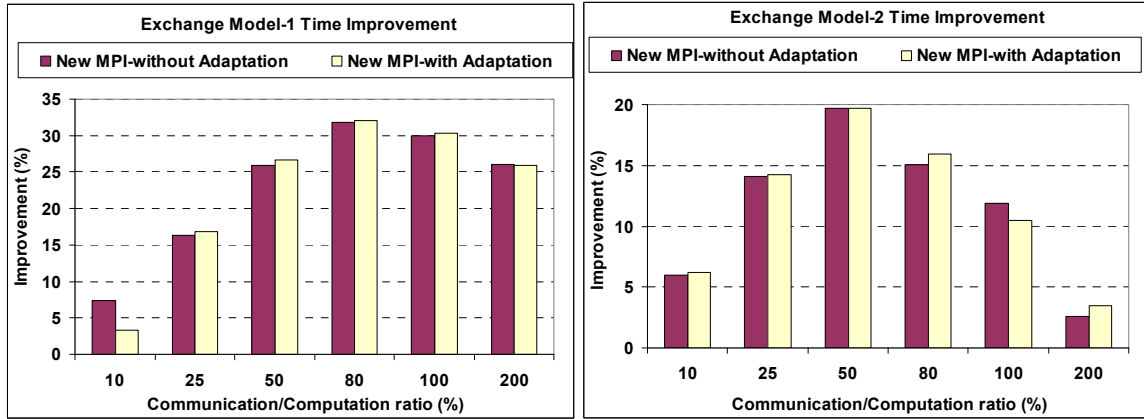 Exchange Model-1 Time Improvement
New MPI-without Adaptation New MPI-with Adaptation
35
30
25
20
15
10
5
0
Improvement (%)
10 25 50 80 100 200
Communication/Computation ratio (%)
Exchange Model-2 Time Improvement
New MPI-without Adaptation New MPI-with Adaptation
20
15
10
5
0
Improvement (%)
10 25 50 80 100 200
Communication/Computation ratio (%)